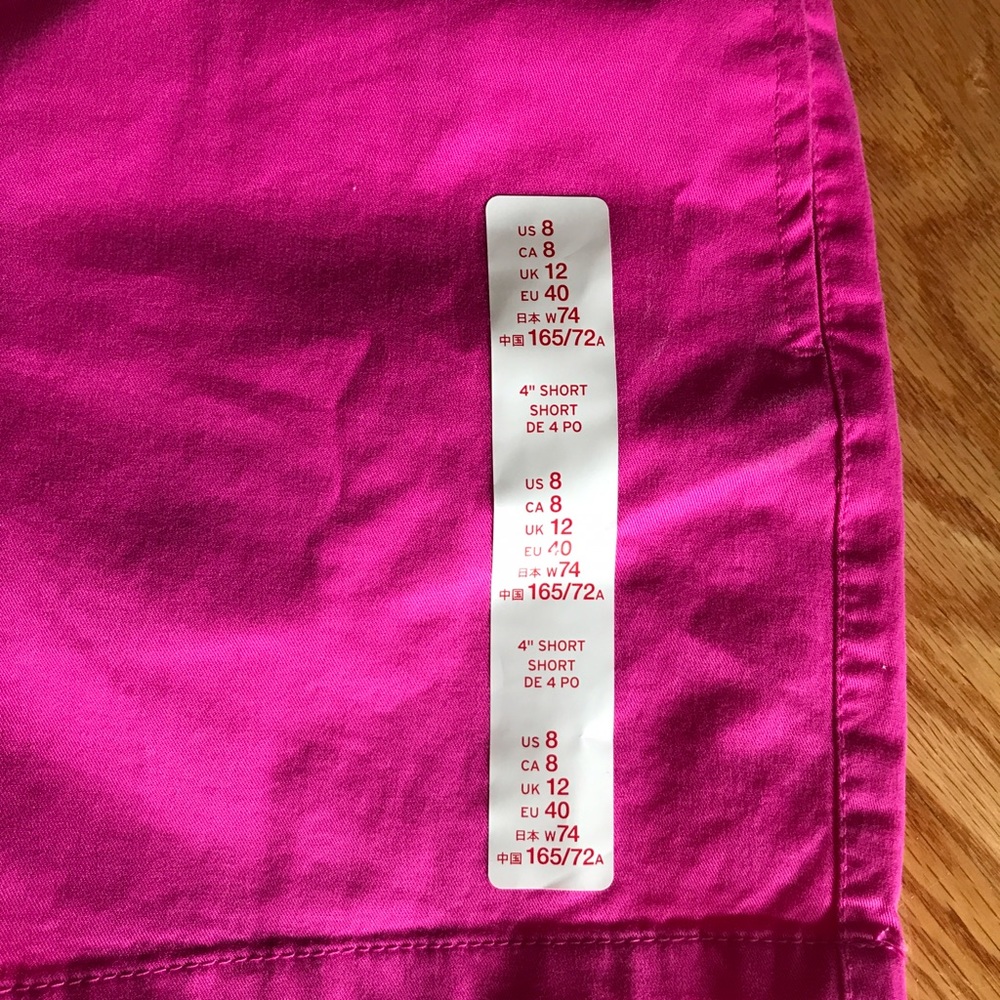 US 8
CA 8
UK 12
EU 40
日本 W74
中国 165/72A
4" SHORT
SHORT
DE 4 PO
US 8
CA 8
UK 12
EU 40
日本 W74
中国 165/72A
4" SHORT
SHORT
DE 4 PO
US 8
CA 8
UK 12
EU 40
日本 W74
中国 165/72A